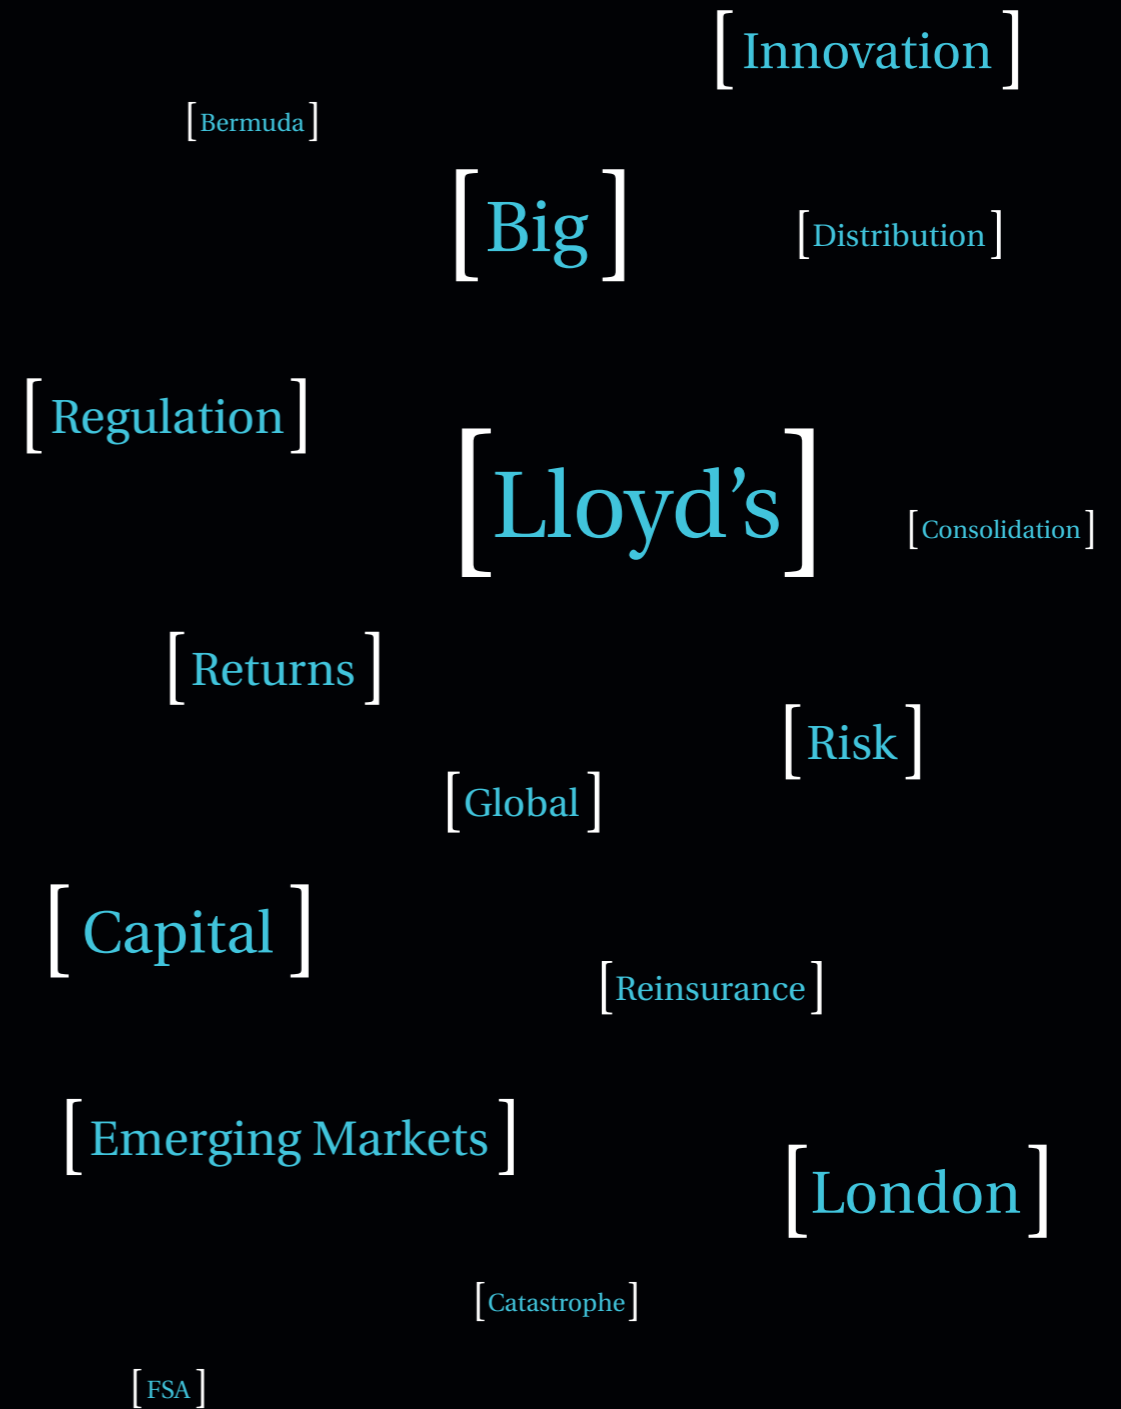 [Innovation]
[Bermuda]
[Big]
[Distribution]
[Regulation]
[Lloyd’s]
[Consolidation]
[Returns]
[Risk]
[Global]
[Capital]
[Reinsurance]
[Emerging Markets]
[London]
[Catastrophe]
[FSA]